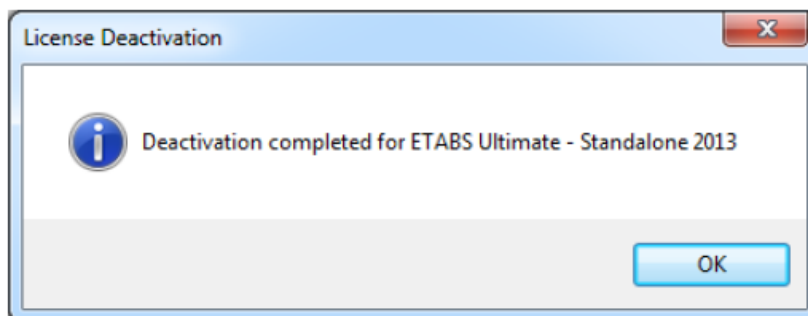 License Deactivation
Deactivation completed for ETABS Ultimate - Standalone 2013
OK